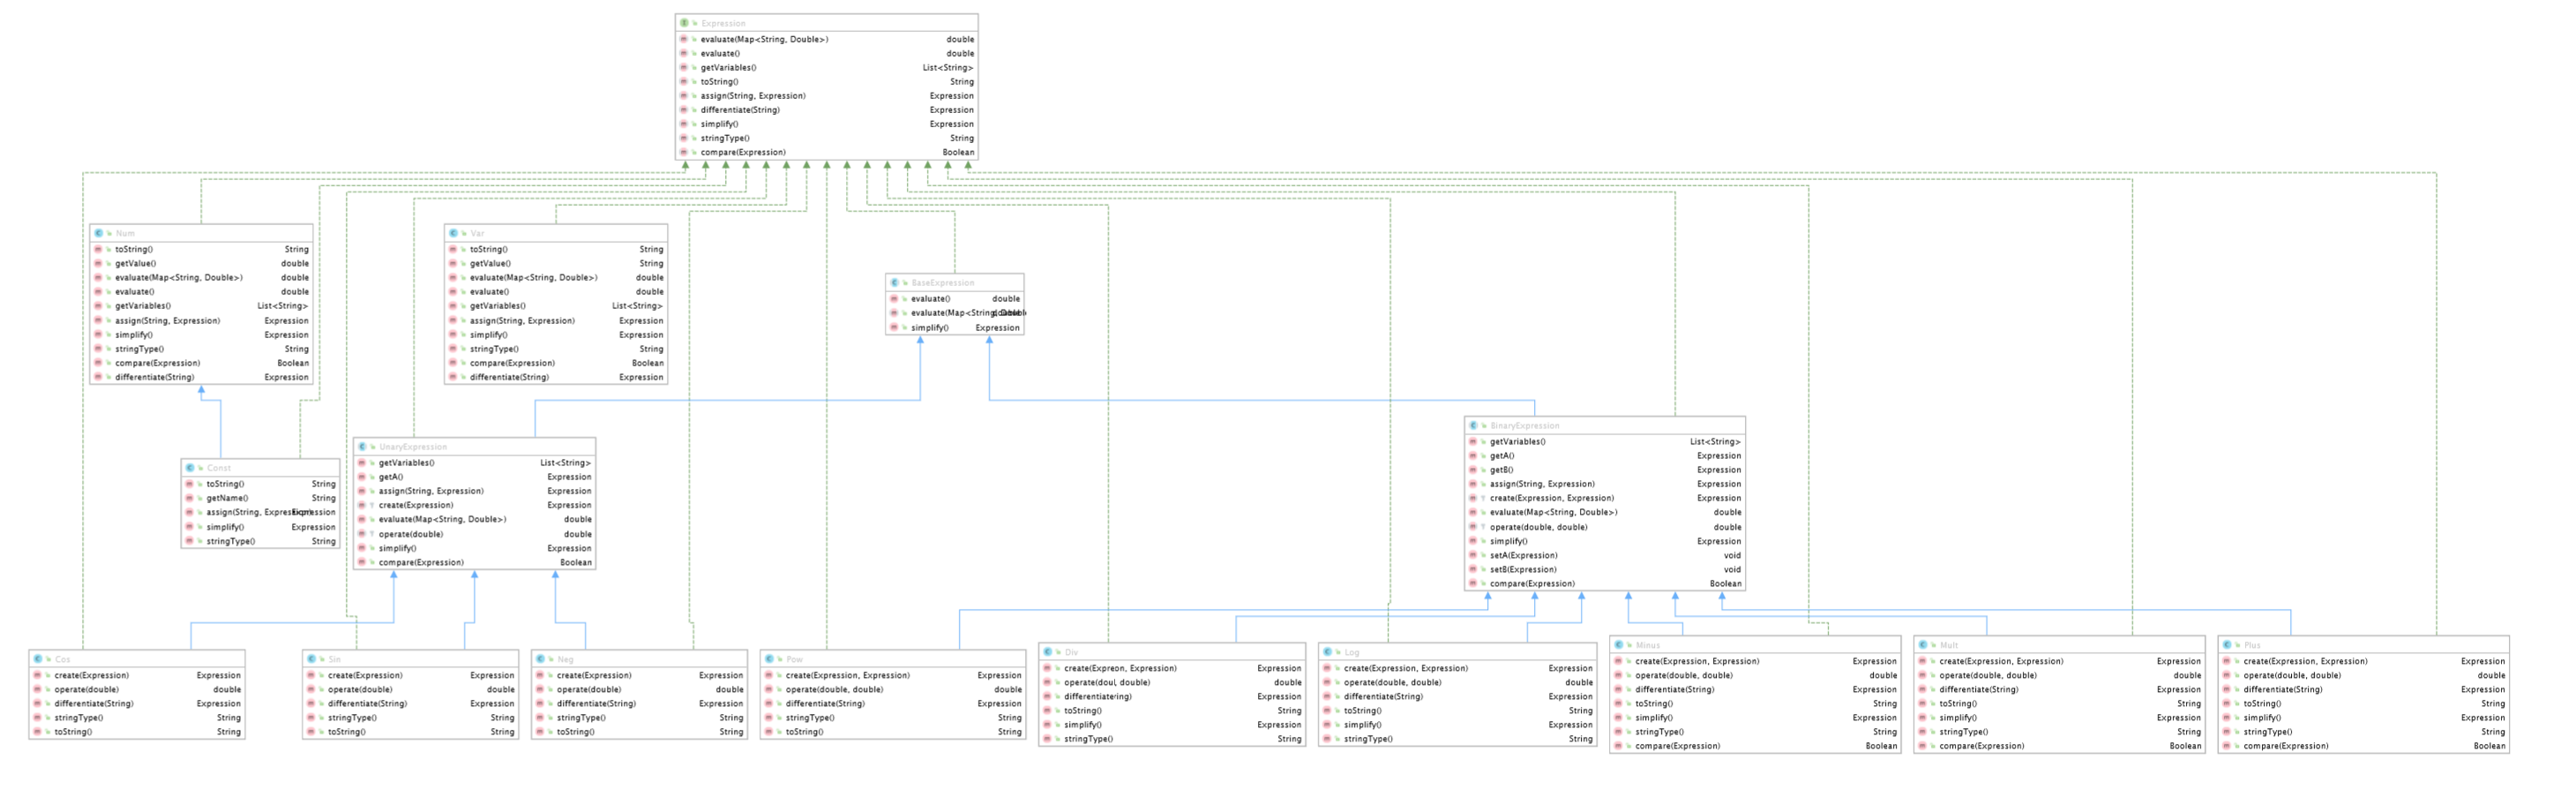 Expression
evaluate(Map<String, Double>) double
evaluate() double
getVariables() List<String>
toString() String
assign(String, Expression) Expression
differentiate(String) Expression
simplify() Expression
stringType() String
compare(Expression) Boolean
Num
toString() String
getValue() double
evaluate(Map<String, Double>) double
evaluate() double
getVariables() List<String>
assign(String, Expression) Expression
simplify() Expression
stringType() String
compare(Expression) Boolean
differentiate(String) Expression
Var
toString() String
getValue() String
evaluate(Map<String, Double>) double
evaluate() double
getVariables() List<String>
assign(String, Expression) Expression
simplify() Expression
stringType() String
compare(Expression) Boolean
differentiate(String) Expression
BaseExpression
evaluate() double
evaluate(Map<String,
simplify() Expression
Const
toString() String
getName() String
assign(String,
simplify() Expression
stringType() String
UnaryExpression
getVariables() List<String>
getA() Expression
assign(String, Expression) Expression
create(Expression) Expression
evaluate(Map<String, Double>) double
operate(double) double
simplify() Expression
compare(Expression) Boolean
BinaryExpression
getVariables() List<String>
getA() Expression
getB() Expression
assign(String, Expression) Expression
create(Expression, Expression) Expression
evaluate(Map<String, Double>) double
operate(double, double) double
simplify() Expression
setA(Expression) void
setB(Expression) void
compare(Expression) Boolean
Cos
create(Expression) Expression
operate(double) double
differentiate(String) Expression
stringType() String
toString() String
Sin
create(Expression) Expression
operate(double) double
differentiate(String) Expression
stringType() String
toString() String
Neg
create(Expression) Expression
operate(double) double
differentiate(String) Expression
stringType() String
toString() String
Pow
create(Expression, Expression) Expression
operate(double, double) double
differentiate(String) Expression
stringType() String
toString() String
Div
create(Expreon, Expression) Expression
operate(doul, double) double
differentiatering) Expression
toString() String
simplify() Expression
stringType() String
Log
create(Expression, Expression) Expression
operate(double, double) double
differentiate(String) Expression
toString() String
simplify() Expression
stringType() String
Minus
create(Expression, Expression) Expression
operate(double, double) double
differentiate(String) Expression
toString() String
simplify() Expression
stringType() String
compare(Expression) Boolean
Mult
create(Expression, Expression) Expression
operate(double, double) double
differentiate(String) Expression
toString() String
simplify() Expression
stringType() String
compare(Expression) Boolean
Plus
create(Expression, Expression) Expression
operate(double, double) double
differentiate(String) Expression
toString() String
simplify() Expression
stringType() String
compare(Expression) Boolean